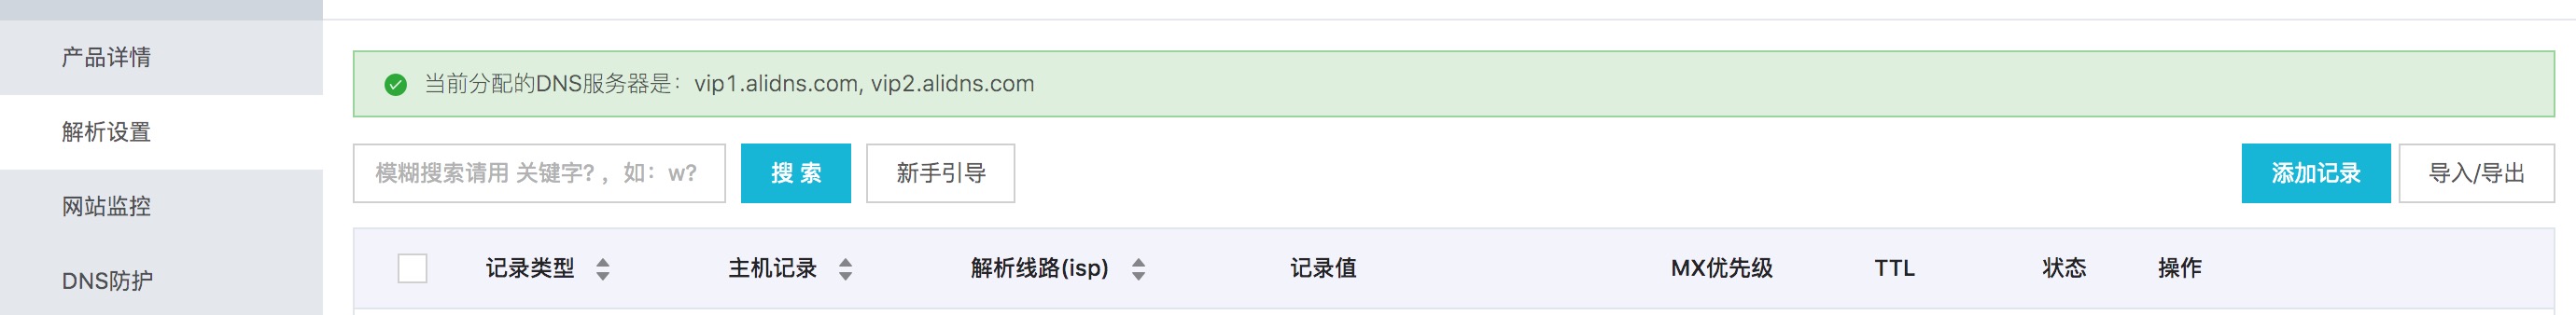 产品详情
解析设置
网站监控
DNS防护
当前分配的DNS服务器是：vip1.alidns.com, vip2.alidns.com
模糊搜索请用 关键字? ，如：w?
搜 索
新手引导
添加记录
导入/导出
记录类型 主机记录 解析线路(isp) 记录值 MX优先级 TTL 状态 操作